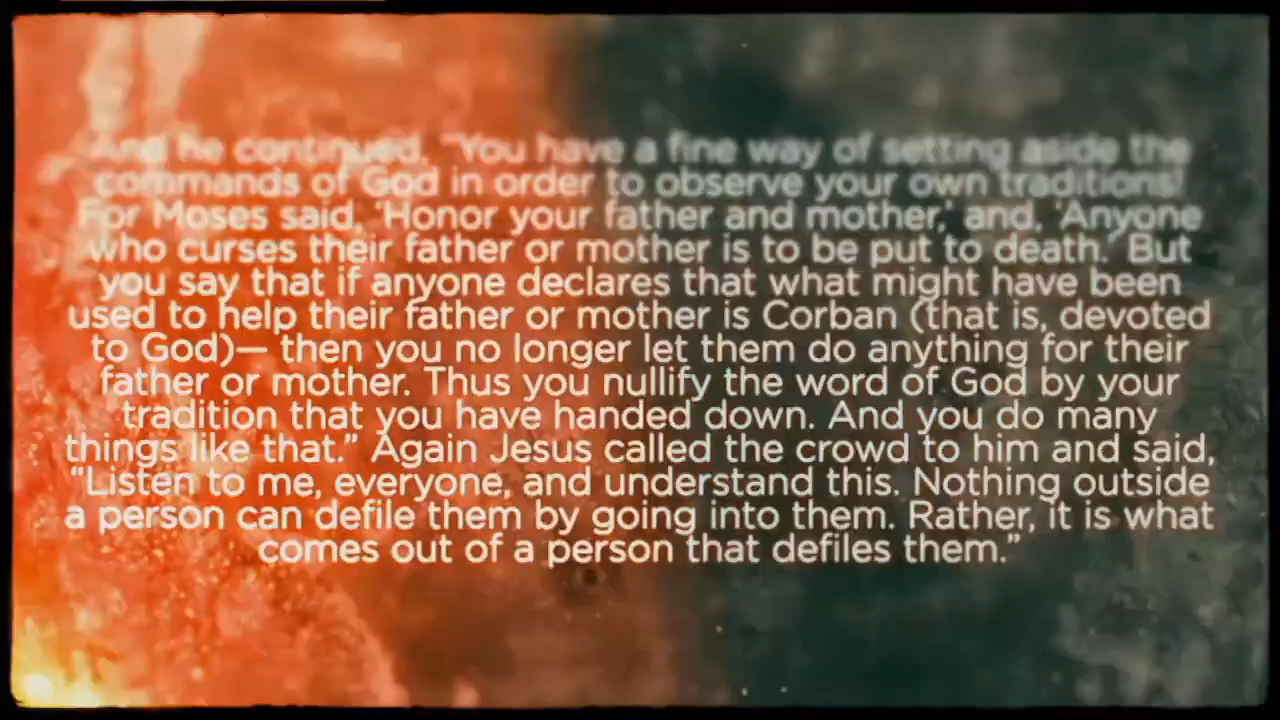 And he continued, "You have a fine way of setting aside the
commands of God in order to observe your own traditions!
For Moses said, 'Honor your father and mother,' and, 'Anyone
who curses their father or mother is to be put to death.' But
you say that if anyone declares that what might have been
used to help their father or mother is Corban (that is, devoted
to God)— then you no longer let them do anything for their
father or mother. Thus you nullify the word of God by your
tradition that you have handed down. And you do many
things like that.” Again Jesus called the crowd to him and said,
“Listen to me, everyone, and understand this. Nothing outside
a person can defile them by going into them. Rather, it is what
comes out of a person that defiles them.”